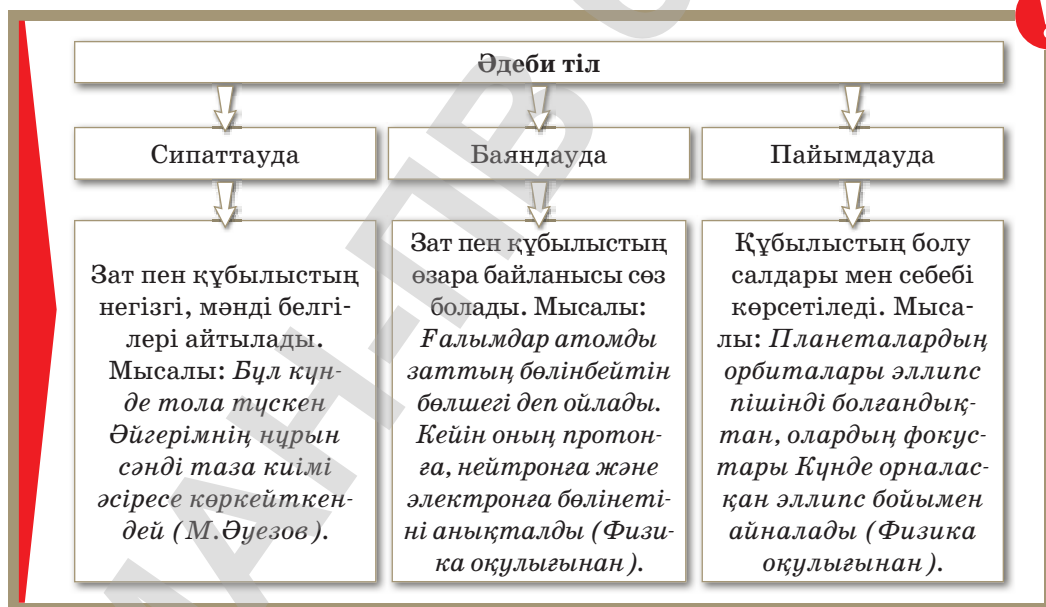 Әдеби тіл
Сипаттауда
Баяндауда
Пайымдауда
Зат пен құбылыстың
негізгі, мәнді белгі-
лері айтылады.
Мысалы: Бұл күн-
де тола түскен
Әйгерімнің нұрын
сәнді таза киімі
әсіресе көркейткен-
дей (М.Әуезов).
Зат пен құбылыстың
өзара байланысы сөз
болады. Мысалы:
Ғалымдар атомды
заттың бөлінбейтін
бөлшегі деп ойлады.
Кейін оның протон-
ға, нейтронға және
электронға бөлінеті-
ні анықталды (Физи-
ка оқулығынан).
Құбылыстың болу
салдары мен себебі
көрсетіледі. Мыса-
лы: Планеталардың
орбиталары эллипс
пішінді болғандық-
тан, олардың фокус-
тары Күнде орналас-
қан эллипс бойымен
айналады (Физика
оқулығынан).